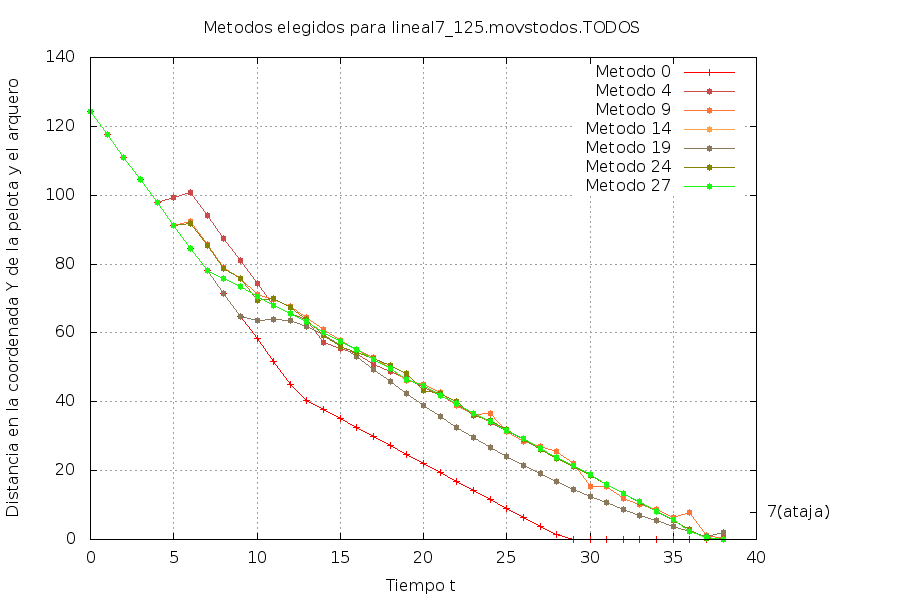 Metodos elegidos para lineal7_125.movstodos.TODOS
Distancia en la coordenada Y de la pelota y el arquero
140
120
100
80
60
40
20
0
Metodo 0
Metodo 4
Metodo 9
Metodo 14
Metodo 19
Metodo 24
Metodo 27
7(ataja)
0 5 10 15 20 25 30 35 40
Tiempo t